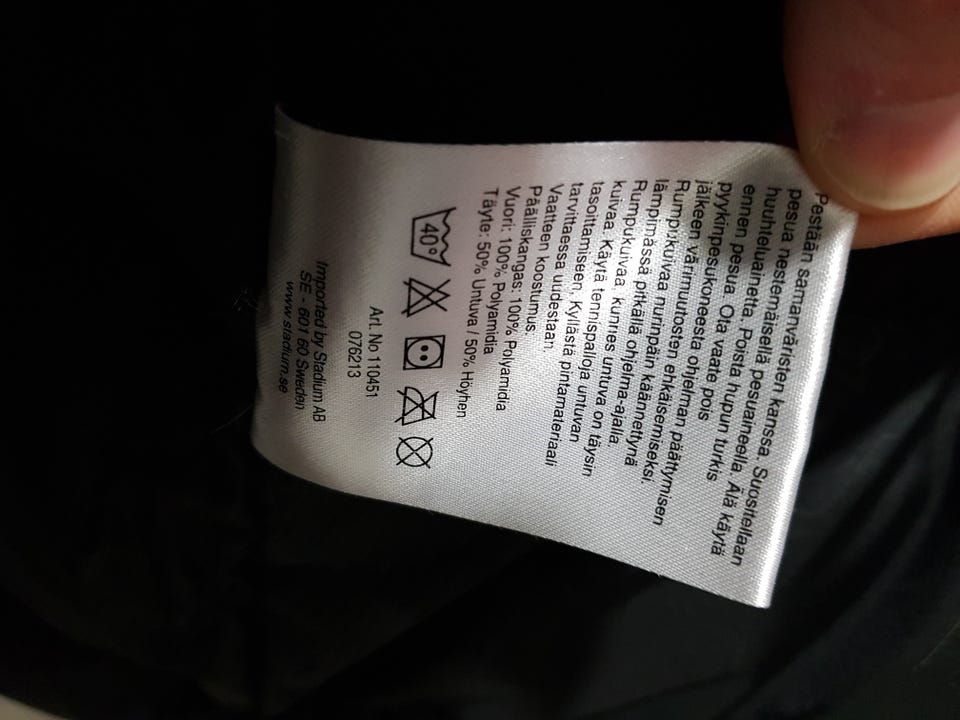 Pestään samanväristen kanssa. Suositellaan
pesua nestemäisellä pesuaineella. Älä käytä
huuhteluainetta. Poista hupun turkis
ennen pesua. Ota vaate pois
pyykinpesukoneesta ohjelman päättymisen
jälkeen värimuutosten ehkäisemiseksi.
Rumpukuivaa nurinpäin käännettynä
lämpimässä pitkällä ohjelma-ajalla.
Rumpukuivaa, kunnes untuva on täysin
kuivaa. Käytä tennispalloja untuvan
tasoittamiseen, Kyllästä pintamateriaali
tarvittaessa uudestaan.
Vaatteen koostumus.
Päälliskangas: 100% Polyamidia
Vuori: 100% Polyamidia
Täyte: 50% Untuva / 50% Höyhen
40°
Art. No 110451
076213
Imported by Stadium AB
SE - 601 60 Sweden
www.stadium.se